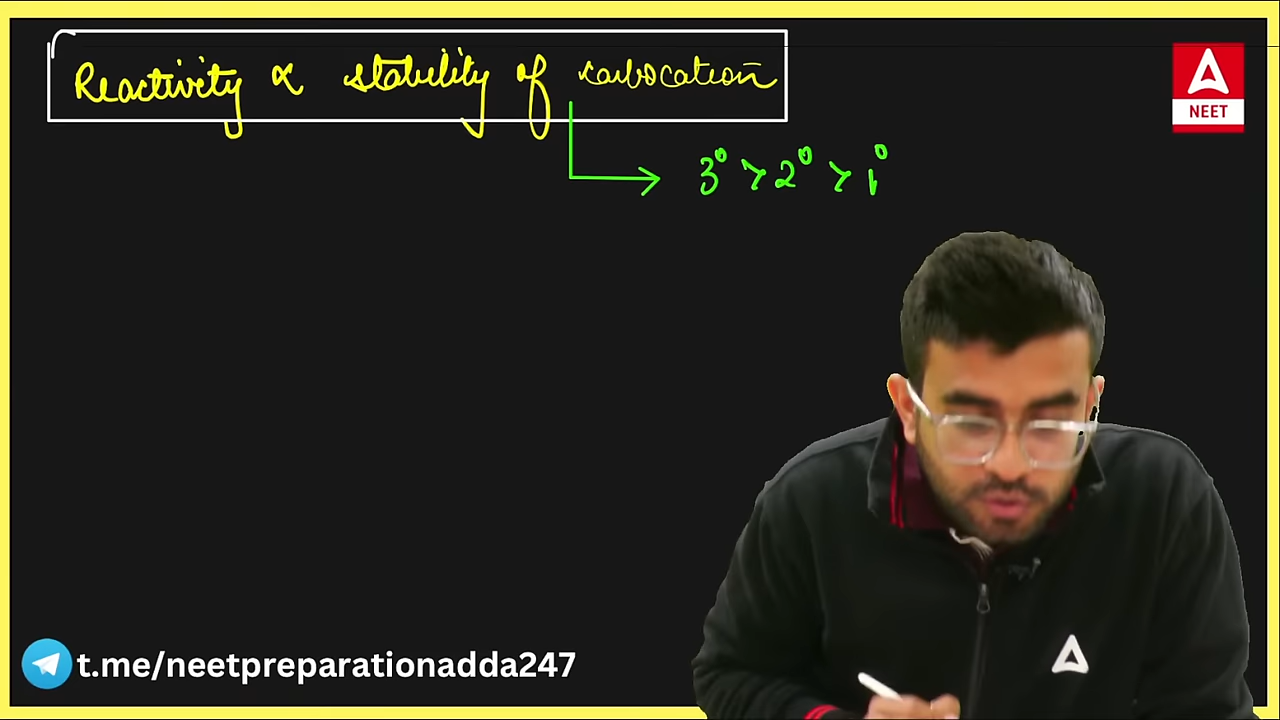 Reactivity ∝ stability of carbocation
NEET
3° > 2° > 1°
t.me/neetpreparationadda247